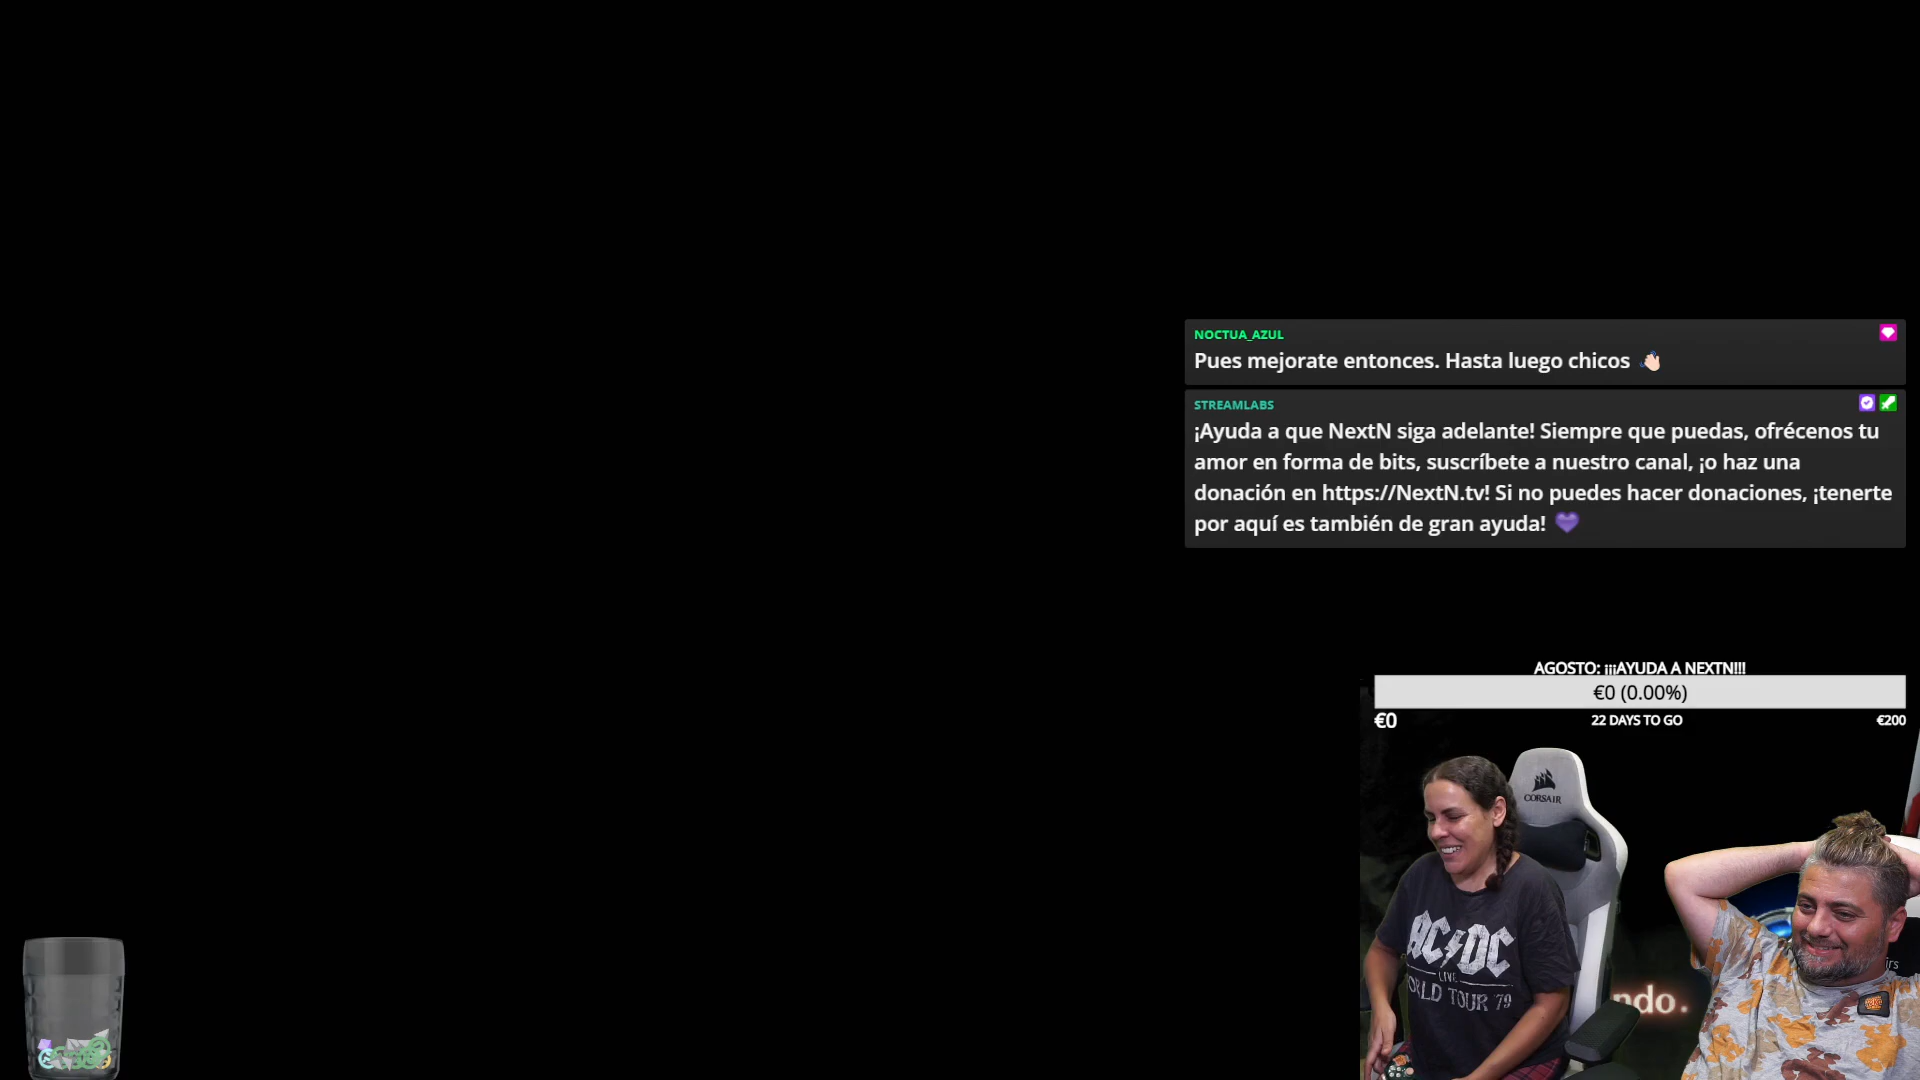 NOCTUA_AZUL
Pues mejorate entonces. Hasta luego chicos 👋🏻
STREAMLABS
¡Ayuda a que NextN siga adelante! Siempre que puedas, ofrécenos tu
amor en forma de bits, suscríbete a nuestro canal, ¡o haz una
donación en https://NextN.tv! Si no puedes hacer donaciones, ¡tenerte
por aquí es también de gran ayuda! 💜
AGOSTO: ¡¡¡AYUDA A NEXTN!!!
€0 (0.00%)
€0
22 DAYS TO GO
€200
CORSAIR
AC⚡DC
LIVE
WORLD TOUR '79
ndo.